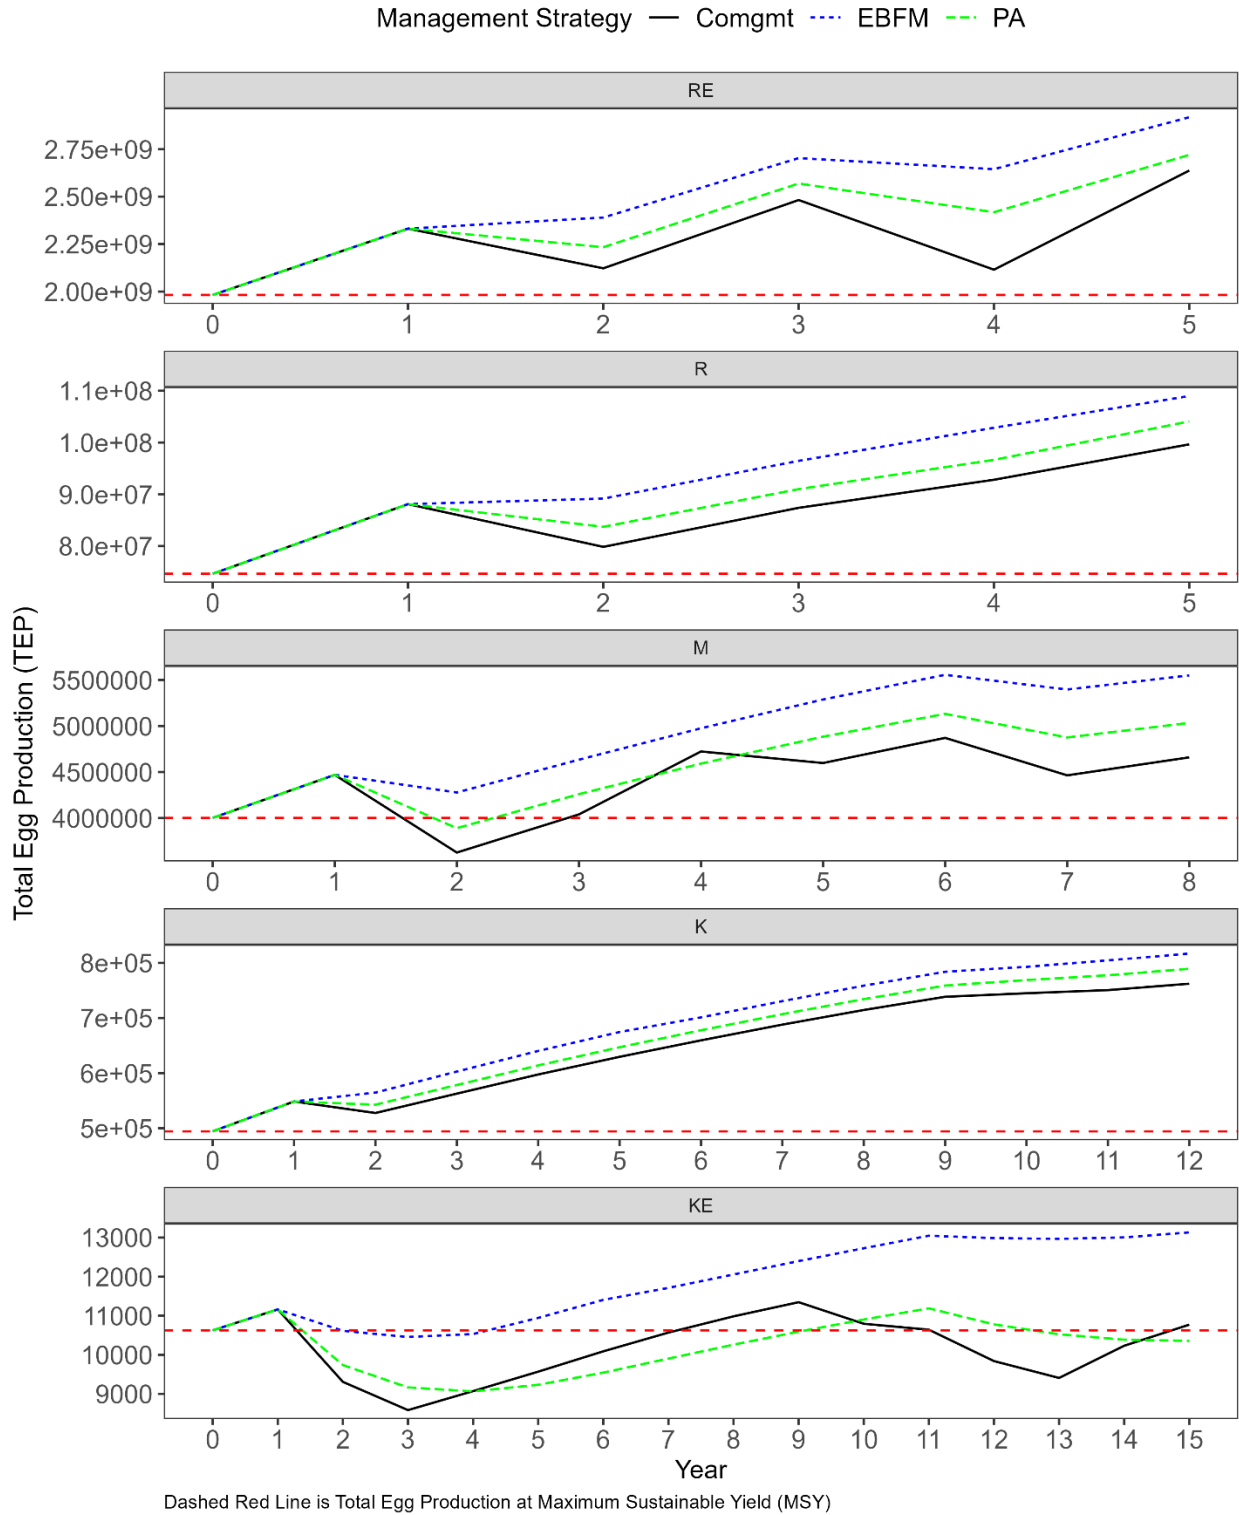 Management Strategy Comgmt EBFM PA
RE
2.75e+09
2.50e+09
2.25e+09
2.00e+09
0 1 2 3 4 5
R
1.1e+08
1.0e+08
9.0e+07
8.0e+07
0 1 2 3 4 5
Total Egg Production (TEP)
M
5500000
5000000
4500000
4000000
0 1 2 3 4 5 6 7 8
K
8e+05
7e+05
6e+05
5e+05
0 1 2 3 4 5 6 7 8 9 10 11 12
KE
13000
12000
11000
10000
9000
0 1 2 3 4 5 6 7 8 9 10 11 12 13 14 15
Year
Dashed Red Line is Total Egg Production at Maximum Sustainable Yield (MSY)